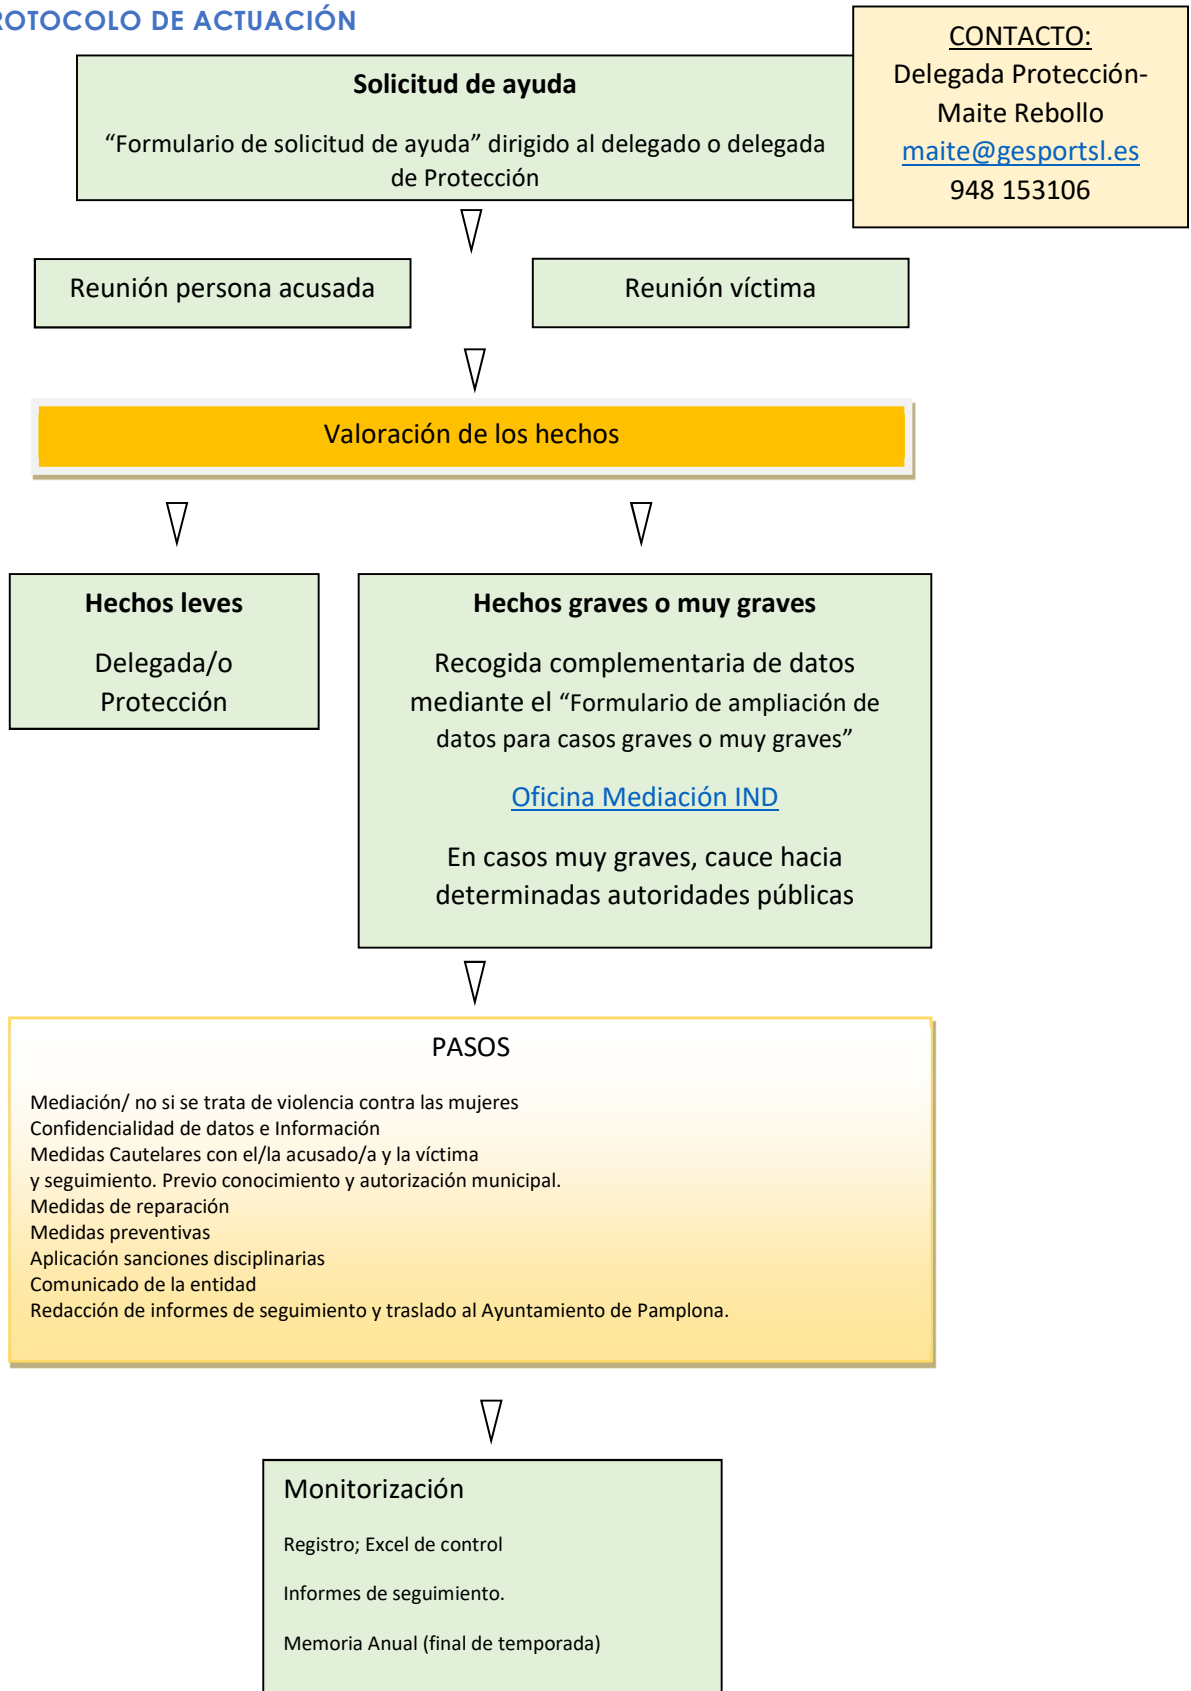 ROTOCOLO DE ACTUACIÓN
CONTACTO:
Delegada Protección-
Maite Rebollo
maite@gesportsl.es
948 153106
Solicitud de ayuda
“Formulario de solicitud de ayuda” dirigido al delegado o delegada
de Protección
Reunión persona acusada
Reunión víctima
Valoración de los hechos
Hechos leves
Delegada/o
Protección
Hechos graves o muy graves
Recogida complementaria de datos
mediante el “Formulario de ampliación de
datos para casos graves o muy graves”
Oficina Mediación IND
En casos muy graves, cauce hacia
determinadas autoridades públicas
PASOS
Mediación/ no si se trata de violencia contra las mujeres
Confidencialidad de datos e Información
Medidas Cautelares con el/la acusado/a y la víctima
y seguimiento. Previo conocimiento y autorización municipal.
Medidas de reparación
Medidas preventivas
Aplicación sanciones disciplinarias
Comunicado de la entidad
Redacción de informes de seguimiento y traslado al Ayuntamiento de Pamplona.
Monitorización
Registro; Excel de control
Informes de seguimiento.
Memoria Anual (final de temporada)